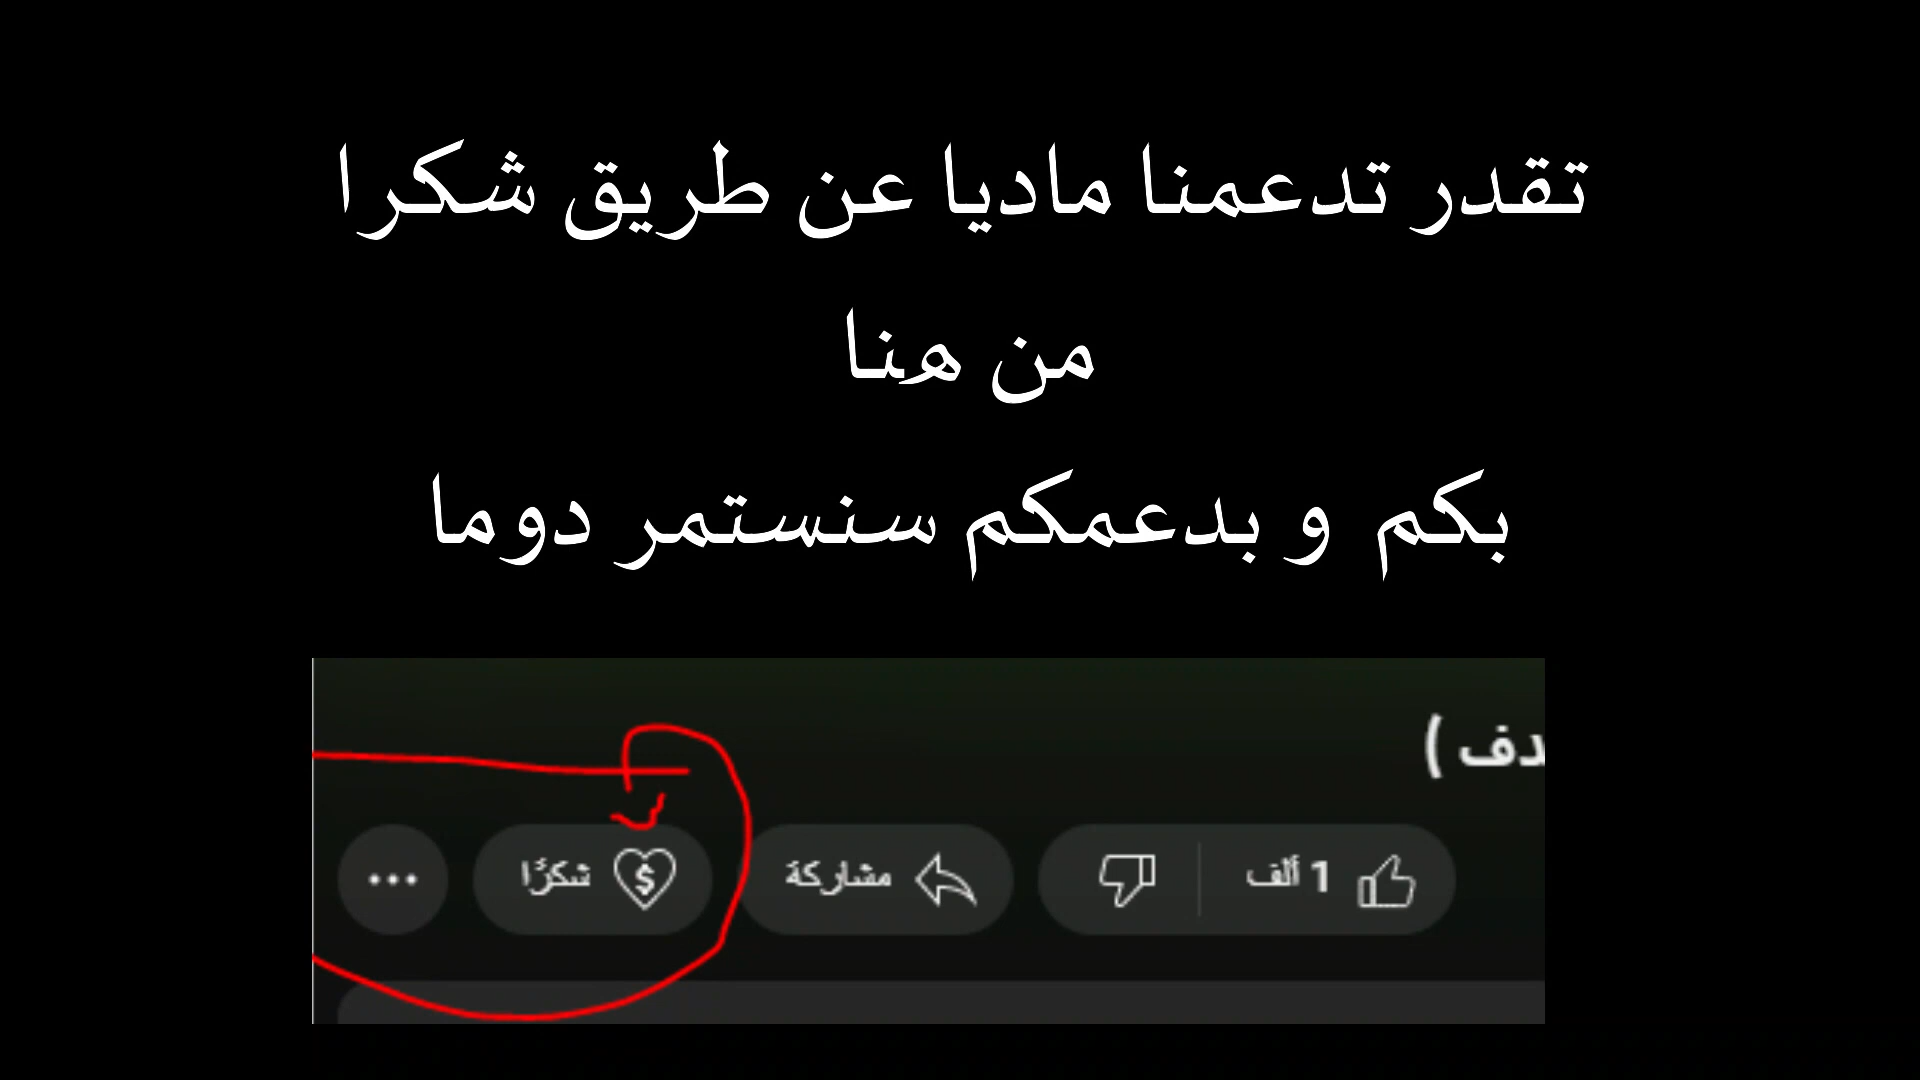 تقدر تدعمنا ماديا عن طريق شكرا
من هنا
بكم و بدعمكم سنستمر دوما
دف )
1 ألف
مشاركة
شكرًا